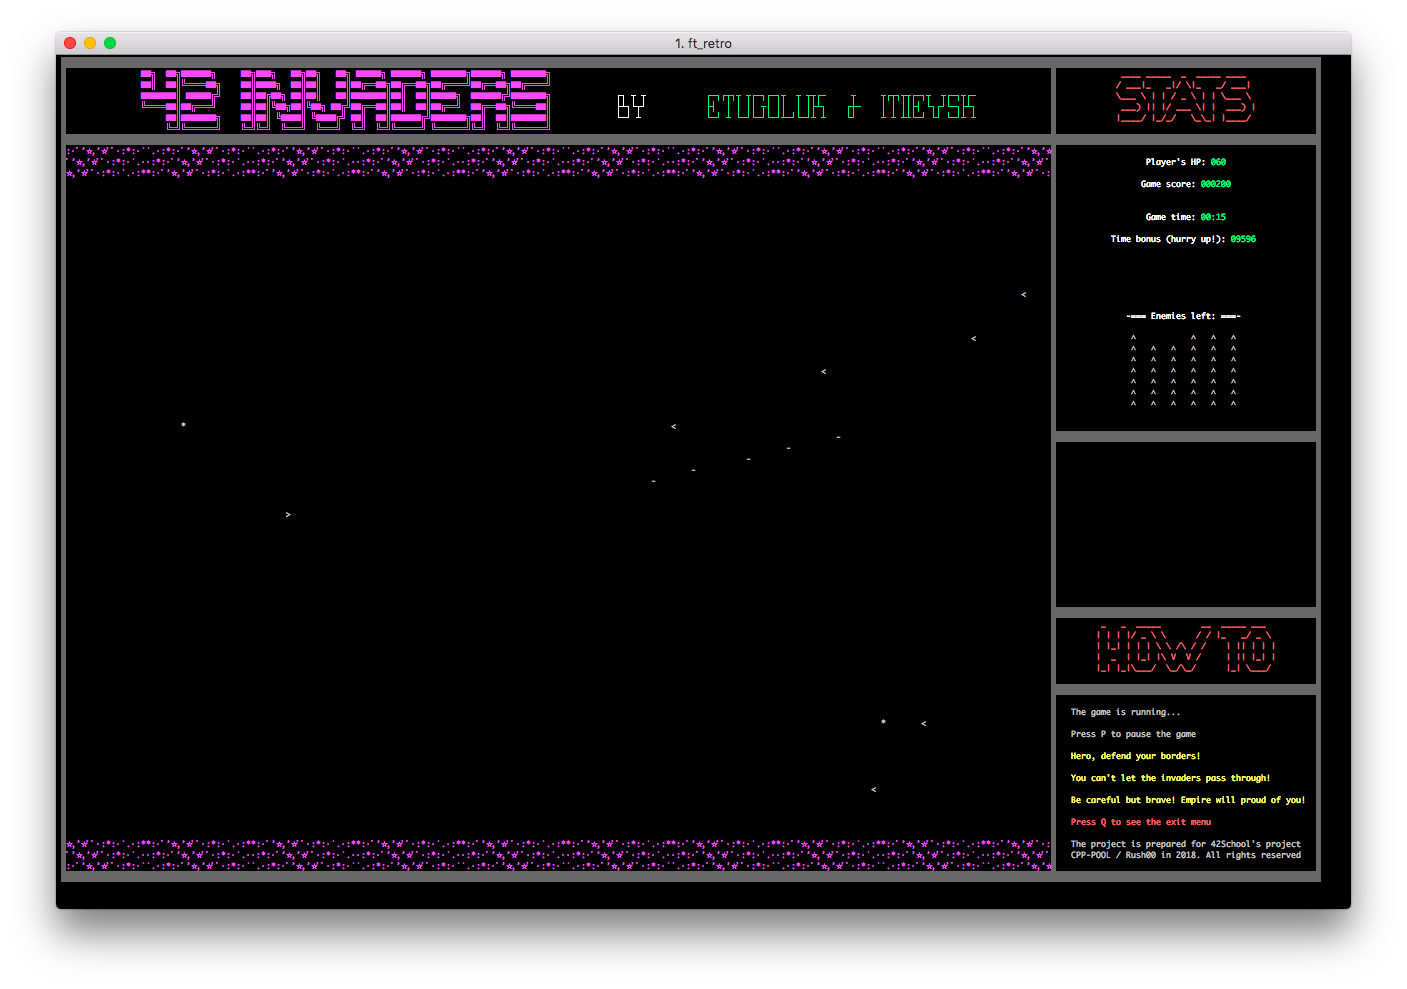 1. ft_retro
42 INVADERS BY ETUGOLUK & ITMEVSK
STATS
Player's HP: 060
Game score: 000200
Game time: 00:15
Time bonus (hurry up!): 09596
-=== Enemies left: ===-
HOW TO
The game is running...
Press P to pause the game
Hero, defend your borders!
You can't let the invaders pass through!
Be careful but brave! Empire will proud of you!
Press Q to see the exit menu
The project is prepared for 42School's project
CPP-POOL / Rush00 in 2018. All rights reserved